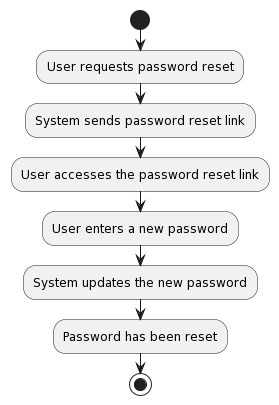 User requests password reset
System sends password reset link
User accesses the password reset link
User enters a new password
System updates the new password
Password has been reset